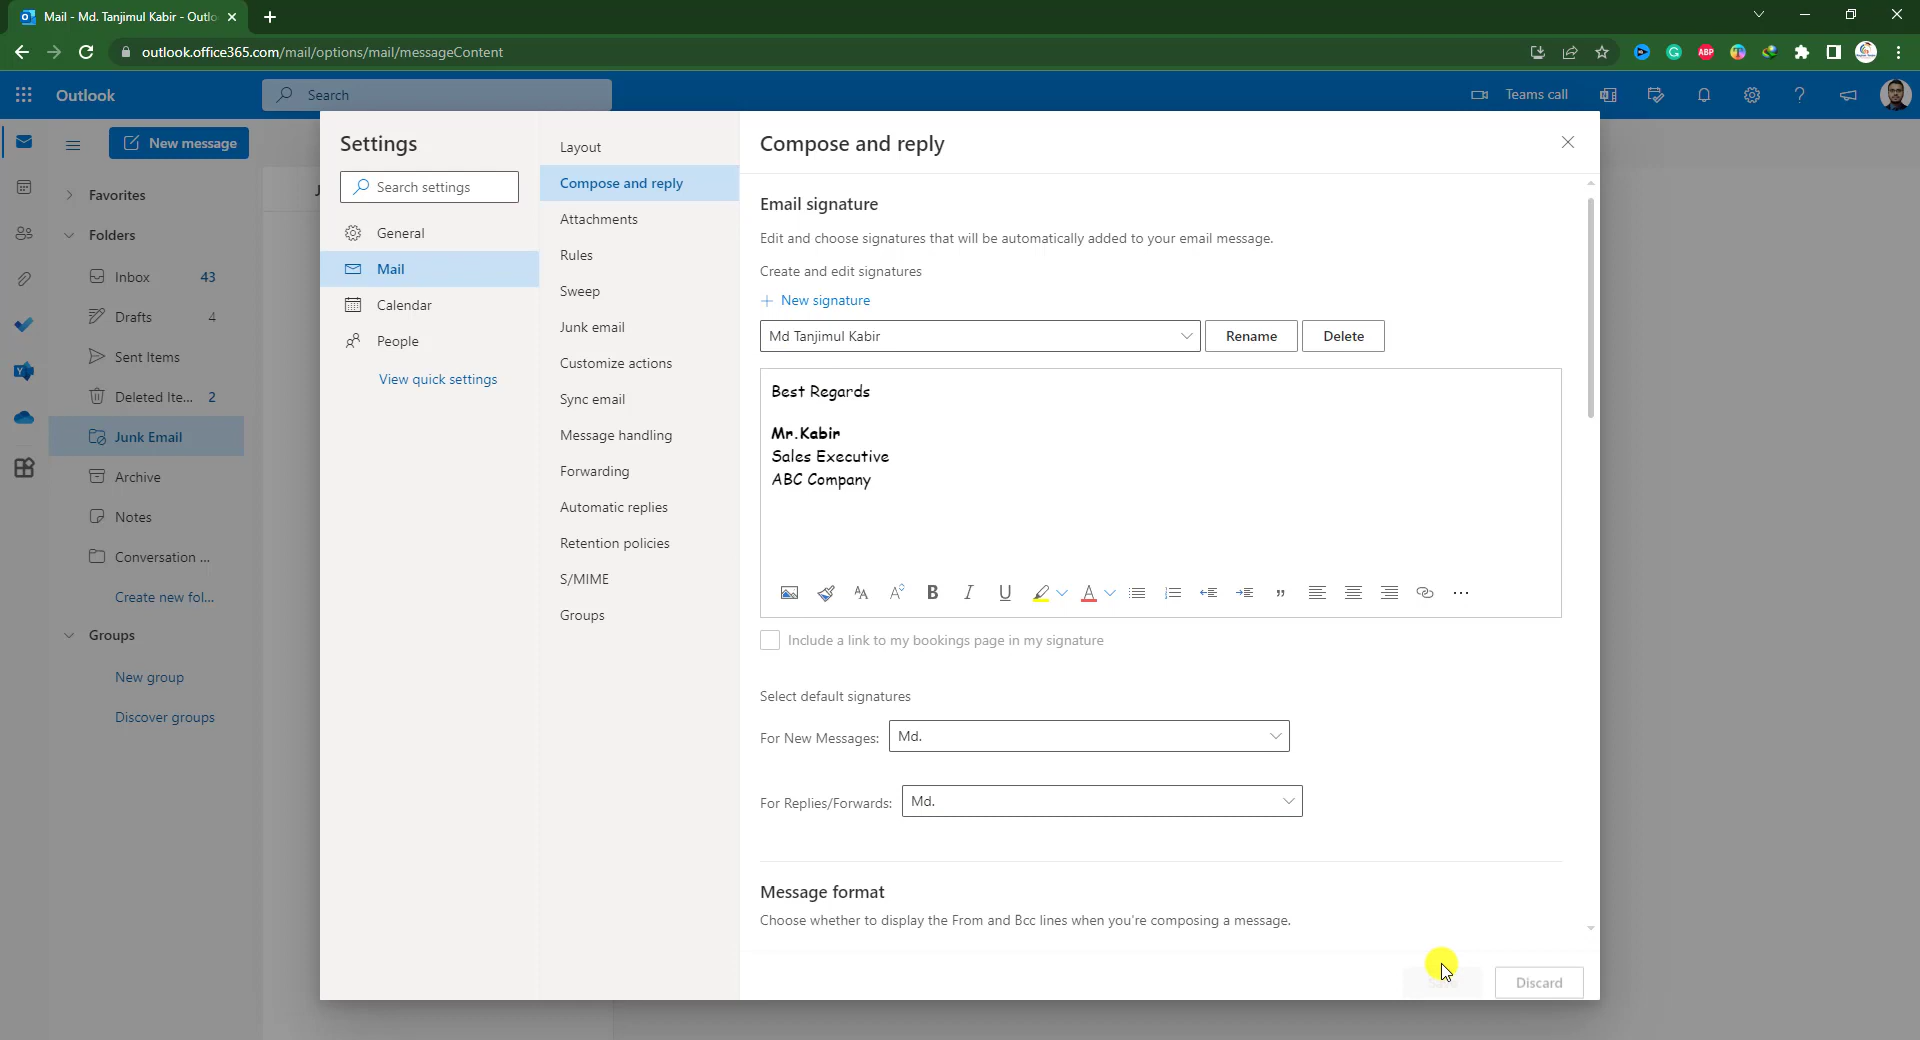 Mail - Md. Tanjimul Kabir - Outlo
outlook.office365.com/mail/options/mail/messageContent
ABP
Outlook
Search
Teams call
New message
Favorites
Folders
Inbox 43
Drafts 4
Sent Items
Deleted Ite... 2
Junk Email
Archive
Notes
Conversation ...
Create new fol...
Groups
New group
Discover groups
Settings
Search settings
General
Mail
Calendar
People
View quick settings
Layout
Compose and reply
Attachments
Rules
Sweep
Junk email
Customize actions
Sync email
Message handling
Forwarding
Automatic replies
Retention policies
S/MIME
Groups
Compose and reply
Email signature
Edit and choose signatures that will be automatically added to your email message.
Create and edit signatures
New signature
Md Tanjimul Kabir
Rename
Delete
Best Regards
Mr.Kabir
Sales Executive
ABC Company
Include a link to my bookings page in my signature
Select default signatures
For New Messages: Md.
For Replies/Forwards: Md.
Message format
Choose whether to display the From and Bcc lines when you're composing a message.
Discard